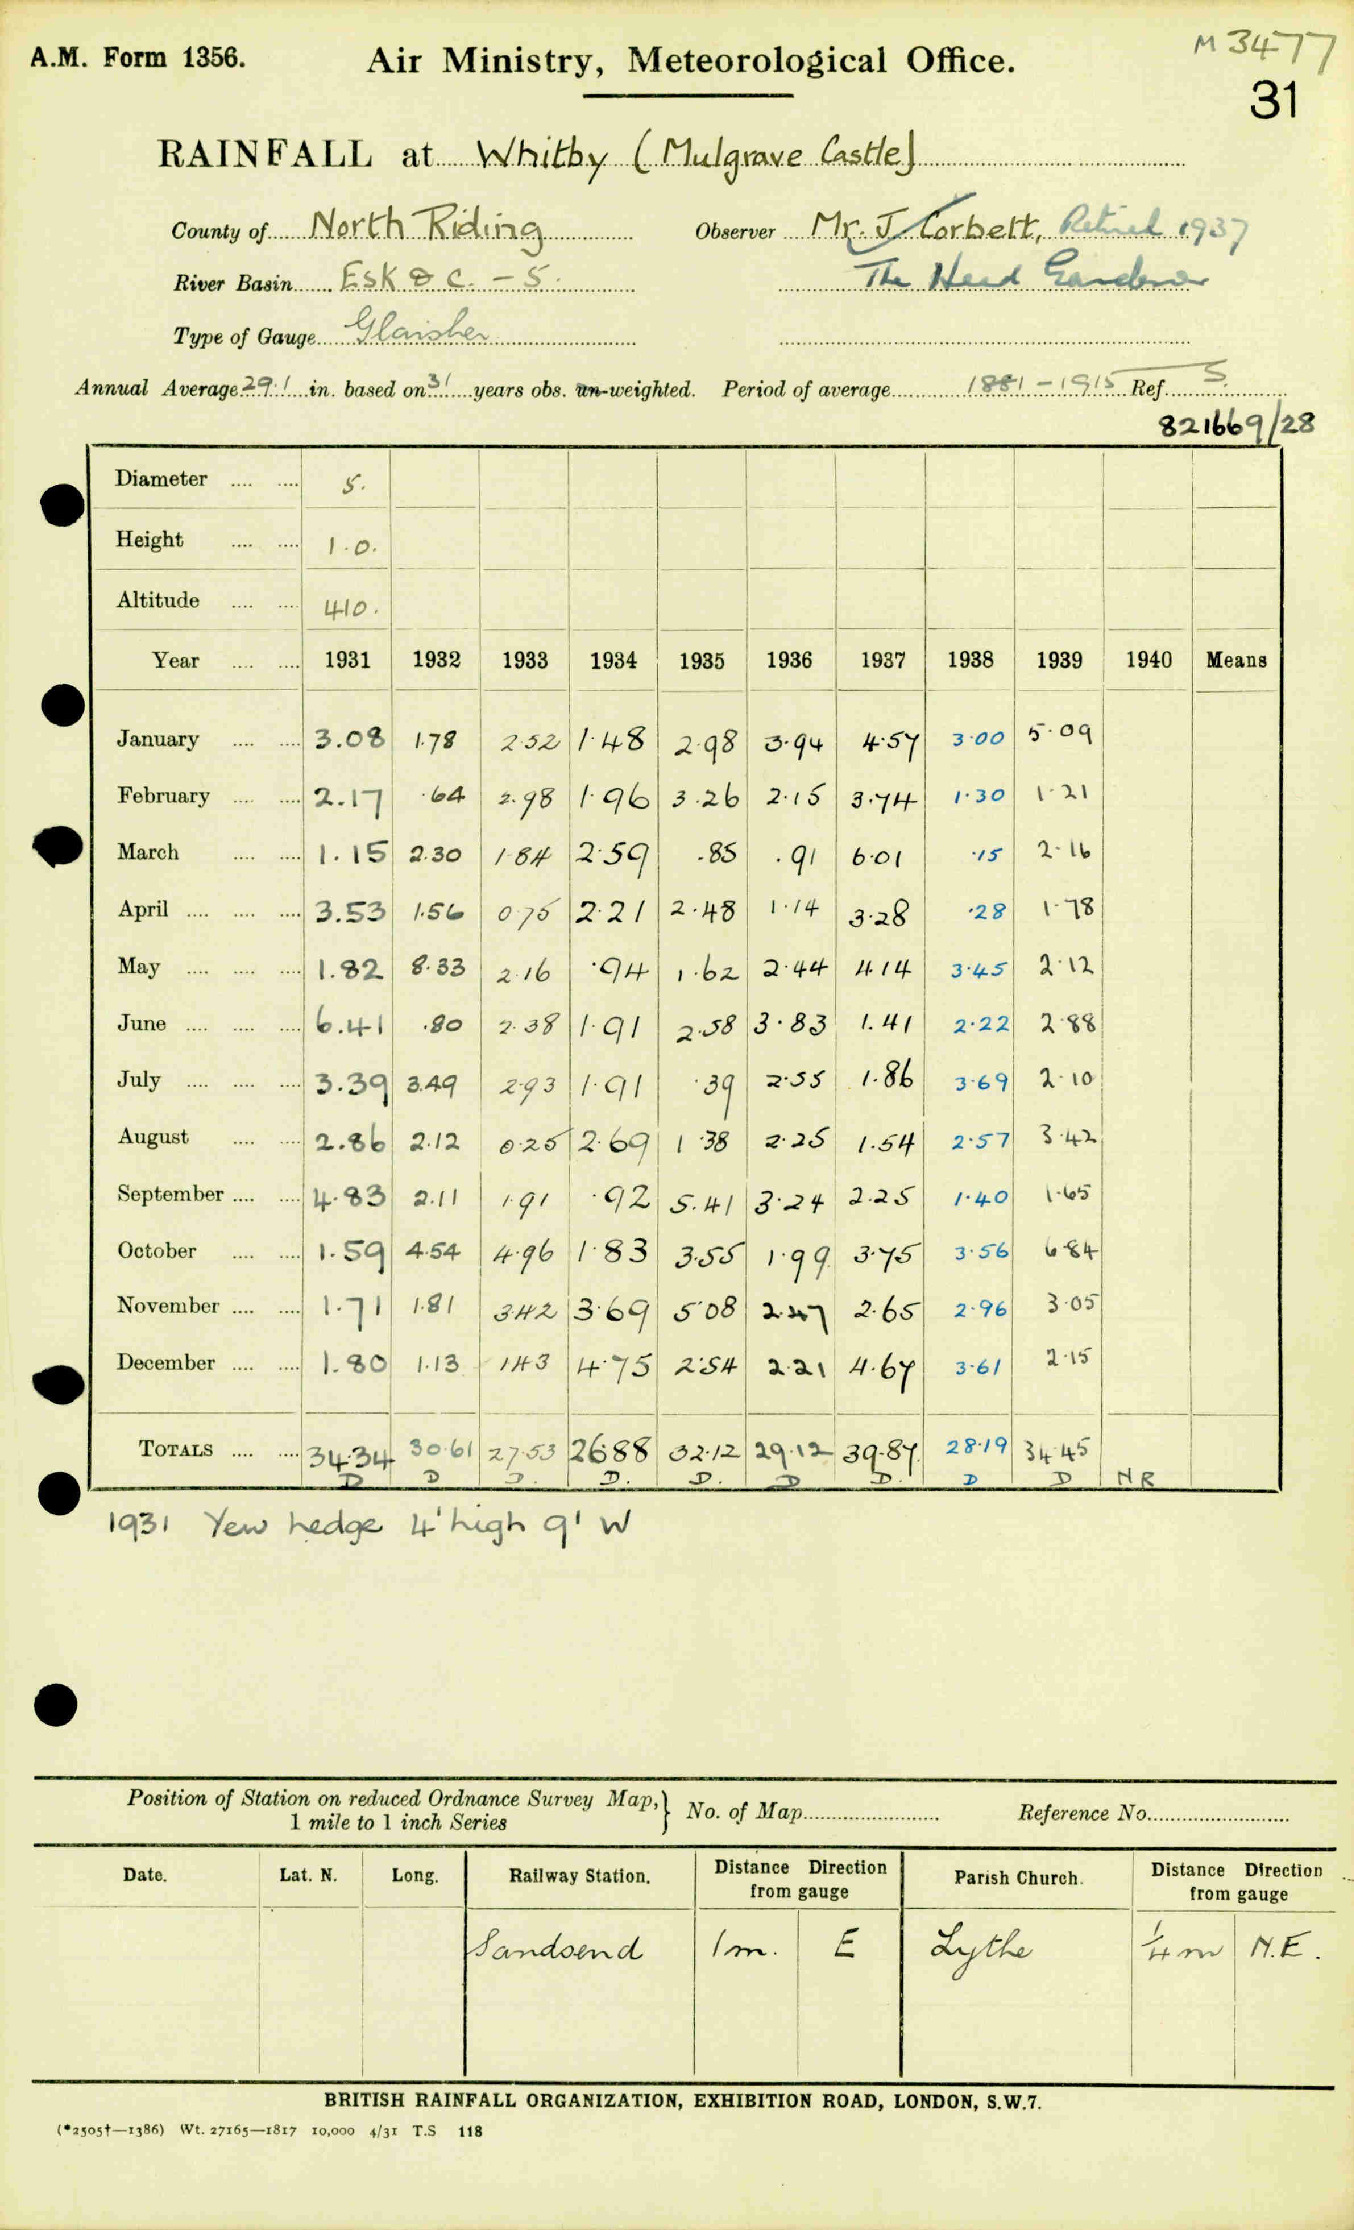 M 3477
A.M. Form 1356. Air Ministry, Meteorological Office.
31
RAINFALL at Whitby (Mulgrave Castle)
County of North Riding Observer Mr. J Corbett, Retired 1937
River Basin Esk & c. - 5. The Head Gardener
Type of Gauge Glaisher
Annual Average 29.1 in. based on 31 years obs. un-weighted. Period of average 1881-1915 Ref. S.
821669/28
Diameter 5.
Height 1.0.
Altitude 410.
Year 1931 1932 1933 1934 1935 1936 1937 1938 1939 1940 Means
January 3.08 1.78 2.52 1.48 2.98 3.94 4.57 3.00 5.09
February 2.17 .64 2.98 1.96 3.26 2.15 3.74 1.30 1.21
March 1.15 2.30 1.84 2.59 .85 .91 6.01 .15 2.16
April 3.53 1.56 0.75 2.21 2.48 1.14 3.28 .28 1.78
May 1.82 8.33 2.16 .94 1.62 2.44 4.14 3.45 2.12
June 6.41 .80 2.38 1.91 2.58 3.83 1.41 2.22 2.88
July 3.39 3.49 2.93 1.91 .39 2.55 1.86 3.69 2.10
August 2.86 2.12 0.25 2.69 1.38 2.25 1.54 2.57 3.42
September 4.83 2.11 1.91 .92 5.41 3.24 2.25 1.40 1.65
October 1.59 4.54 4.96 1.83 3.55 1.99 3.75 3.56 6.84
November 1.71 1.81 3.42 3.69 5.08 2.47 2.65 2.96 3.05
December 1.80 1.13 1.43 4.75 2.54 2.21 4.67 3.61 2.15
TOTALS 34.34 30.61 27.53 26.88 32.12 29.12 39.87 28.19 34.45
D D D. D. D. D D. D D NR
1931 Yew hedge 4' high 9' W
Position of Station on reduced Ordnance Survey Map,} No. of Map Reference No.
1 mile to 1 inch Series
Date. Lat. N. Long. Railway Station. Distance Direction from gauge Parish Church. Distance Direction from gauge
Sandsend 1m. E Lythe 1/4 m N.E.
BRITISH RAINFALL ORGANIZATION, EXHIBITION ROAD, LONDON, S.W.7.
(*2505†—1386) Wt. 27165—1817 10,000 4/31 T.S 118